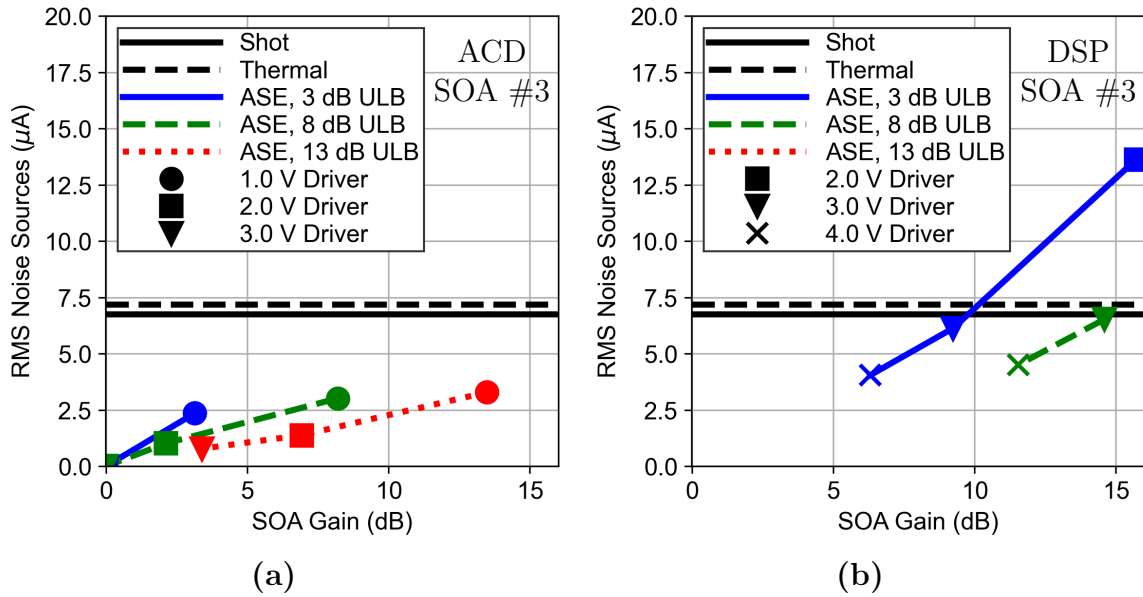 20.0
17.5
15.0
12.5
10.0
7.5
5.0
2.5
0.0
RMS Noise Sources (μA)
Shot
Thermal
ASE, 3 dB ULB
ASE, 8 dB ULB
ASE, 13 dB ULB
1.0 V Driver
2.0 V Driver
3.0 V Driver
ACD
SOA #3
0 5 10 15
SOA Gain (dB)
(a)
20.0
17.5
15.0
12.5
10.0
7.5
5.0
2.5
0.0
RMS Noise Sources (μA)
Shot
Thermal
ASE, 3 dB ULB
ASE, 8 dB ULB
ASE, 13 dB ULB
2.0 V Driver
3.0 V Driver
4.0 V Driver
DSP
SOA #3
0 5 10 15
SOA Gain (dB)
(b)